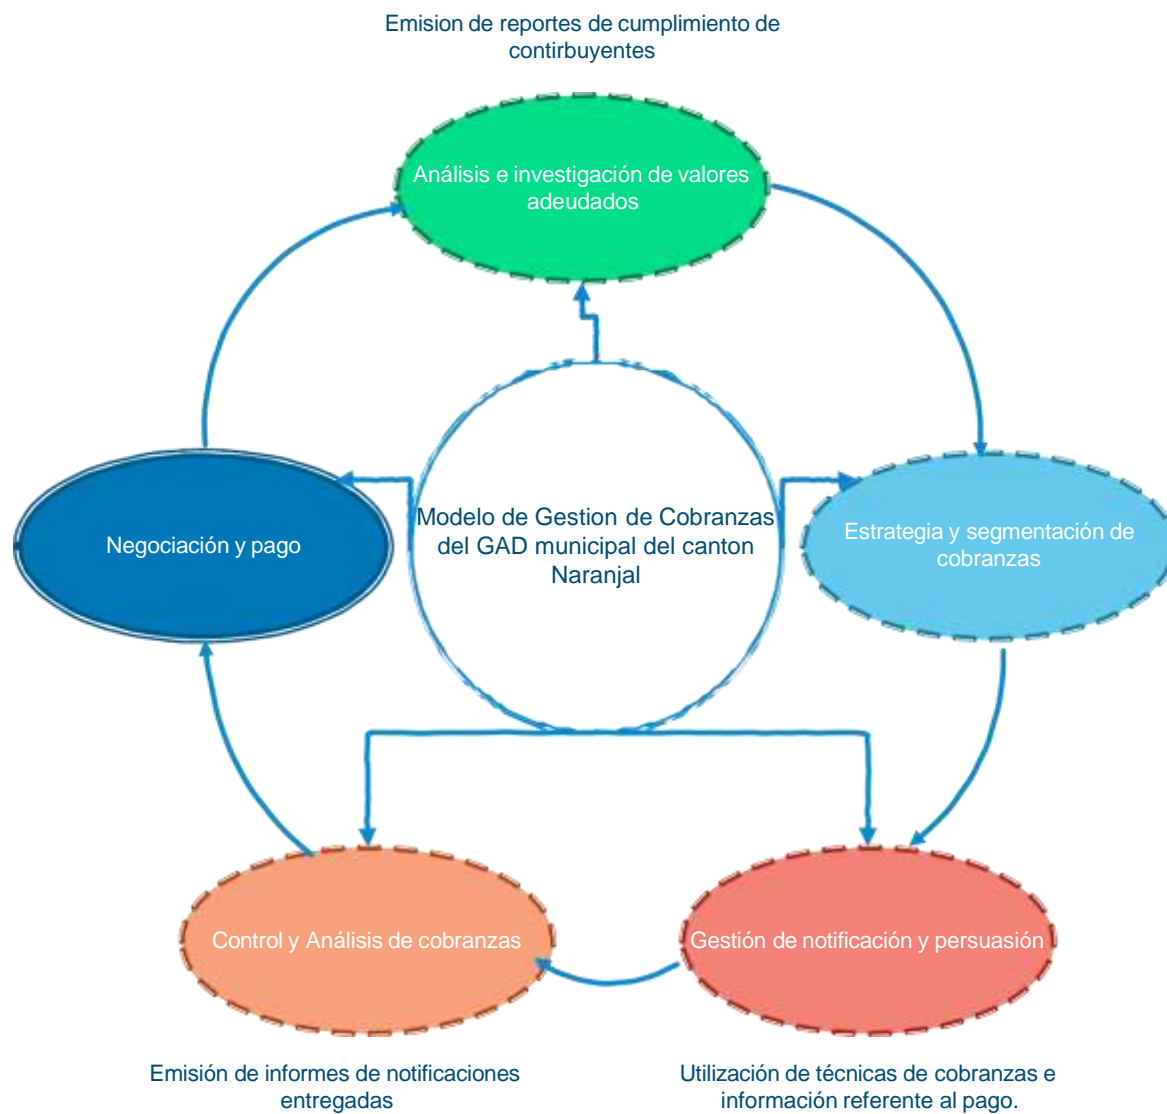 Emision de reportes de cumplimiento de
contirbuyentes
Análisis e investigación de valores
adeudados
Negociación y pago
Modelo de Gestion de Cobranzas
del GAD municipal del canton
Naranjal
Estrategia y segmentación de
cobranzas
Control y Análisis de cobranzas
Gestión de notificación y persuasión
Emisión de informes de notificaciones
entregadas
Utilización de técnicas de cobranzas e
información referente al pago.